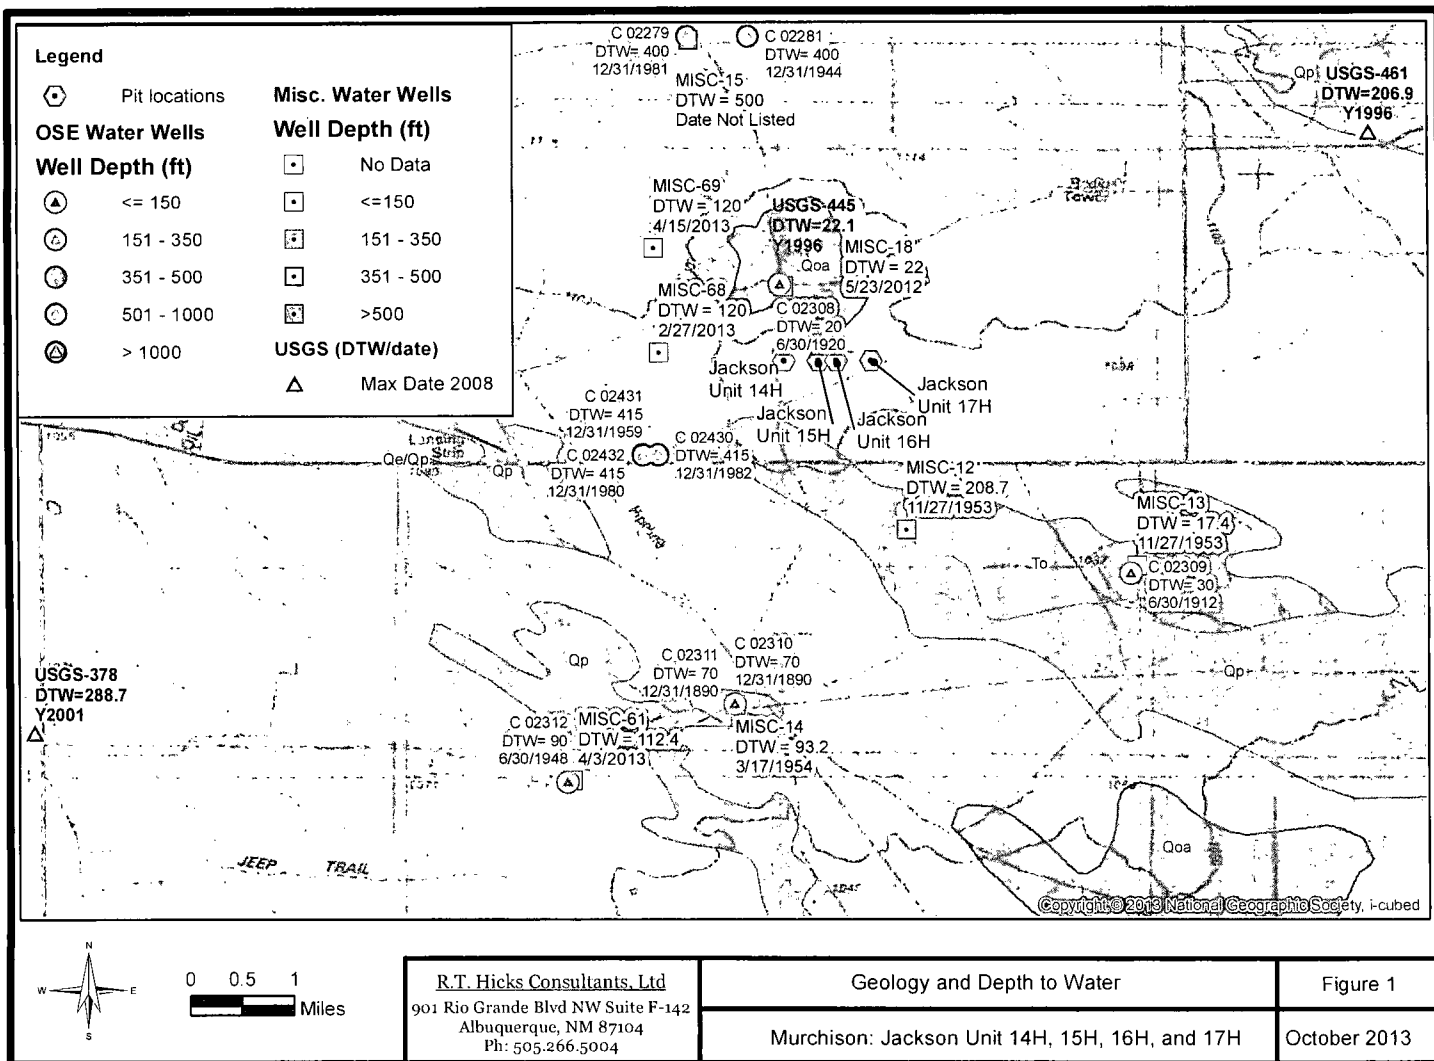 Legend
Pit locations
OSE Water Wells
Well Depth (ft)
<= 150
151 - 350
351 - 500
501 - 1000
> 1000
Misc. Water Wells
Well Depth (ft)
No Data
<=150
151 - 350
351 - 500
>500
USGS (DTW/date)
Max Date 2008
C 02279
DTW= 400
12/31/1981
C 02281
DTW= 400
12/31/1944
MISC-15
DTW = 500
Date Not Listed
Qp
USGS-461
DTW=206.9
Y1996
MISC-69
DTW = 120
4/15/2013
USGS-445
DTW=22.1
Y1996
MISC-18
DTW = 22
5/23/2012
Qoa
MISC-68
DTW = 120
2/27/2013
C 02308
DTW= 20
6/30/1920
Jackson
Unit 14H
Jackson
Unit 15H
Jackson
Unit 16H
Jackson
Unit 17H
C 02431
DTW= 415
12/31/1959
C 02430
DTW= 415
12/31/1982
C 02432
DTW= 415
12/31/1980
Landing
Strip
Qe/Qp
Qp
Pipeline
MISC-12
DTW = 208.7
11/27/1953
MISC-13
DTW = 17.4
11/27/1953
To
C 02309
DTW= 30
6/30/1912
Qp
C 02311
DTW= 70
12/31/1890
C 02310
DTW= 70
12/31/1890
Qp
USGS-378
DTW=288.7
Y2001
C 02312
DTW= 90
6/30/1948
MISC-61
DTW = 112.4
4/3/2013
MISC-14
DTW = 93.2
3/17/1954
Qoa
JEEP TRAIL
Copyright:© 2013 National Geographic Society, i-cubed
N
W
E
S
0 0.5 1
Miles
R.T. Hicks Consultants, Ltd
901 Rio Grande Blvd NW Suite F-142
Albuquerque, NM 87104
Ph: 505.266.5004
Geology and Depth to Water
Murchison: Jackson Unit 14H, 15H, 16H, and 17H
Figure 1
October 2013